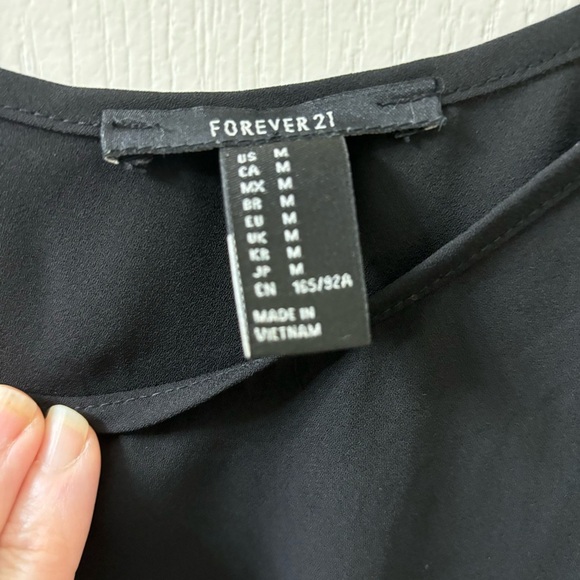 FOREVER 21
US M
CA M
MX M
BR M
EU M
UK M
KR M
JP M
CN 165/92A
MADE IN
VIETNAM